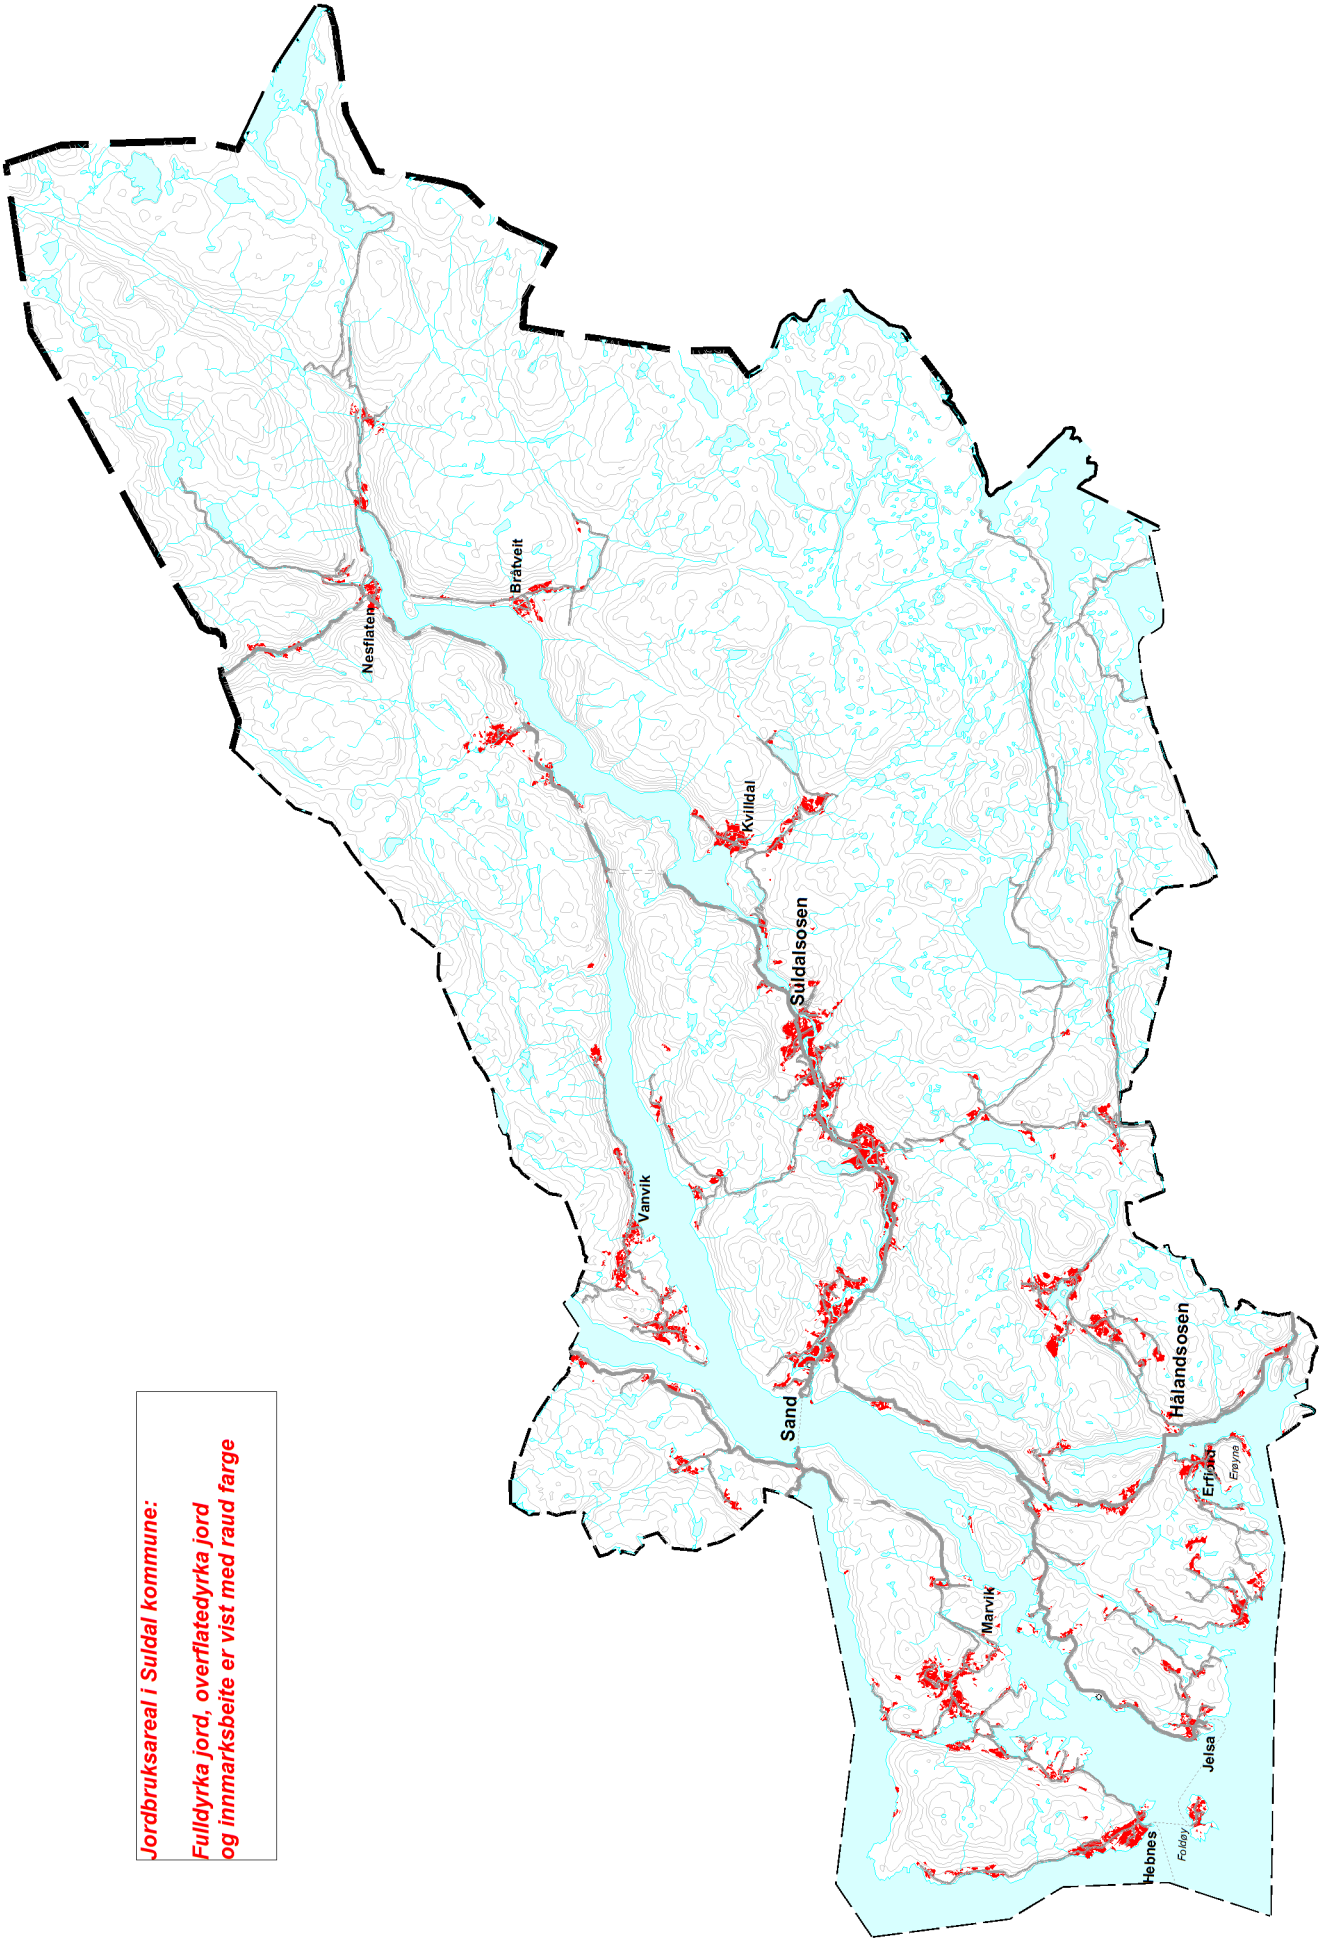 Jordbruksareal i Suldal kommune:
Fulldyrka jord, overflatedyrka jord
og innmarksbeite er vist med raud farge
Nesflaten
Bråtveit
Kvilldal
Suldalsosen
Vanvik
Sand
Hålandsosen
Erfjord
Erøyna
Marvik
Jelsa
Foldøy
Hebnes